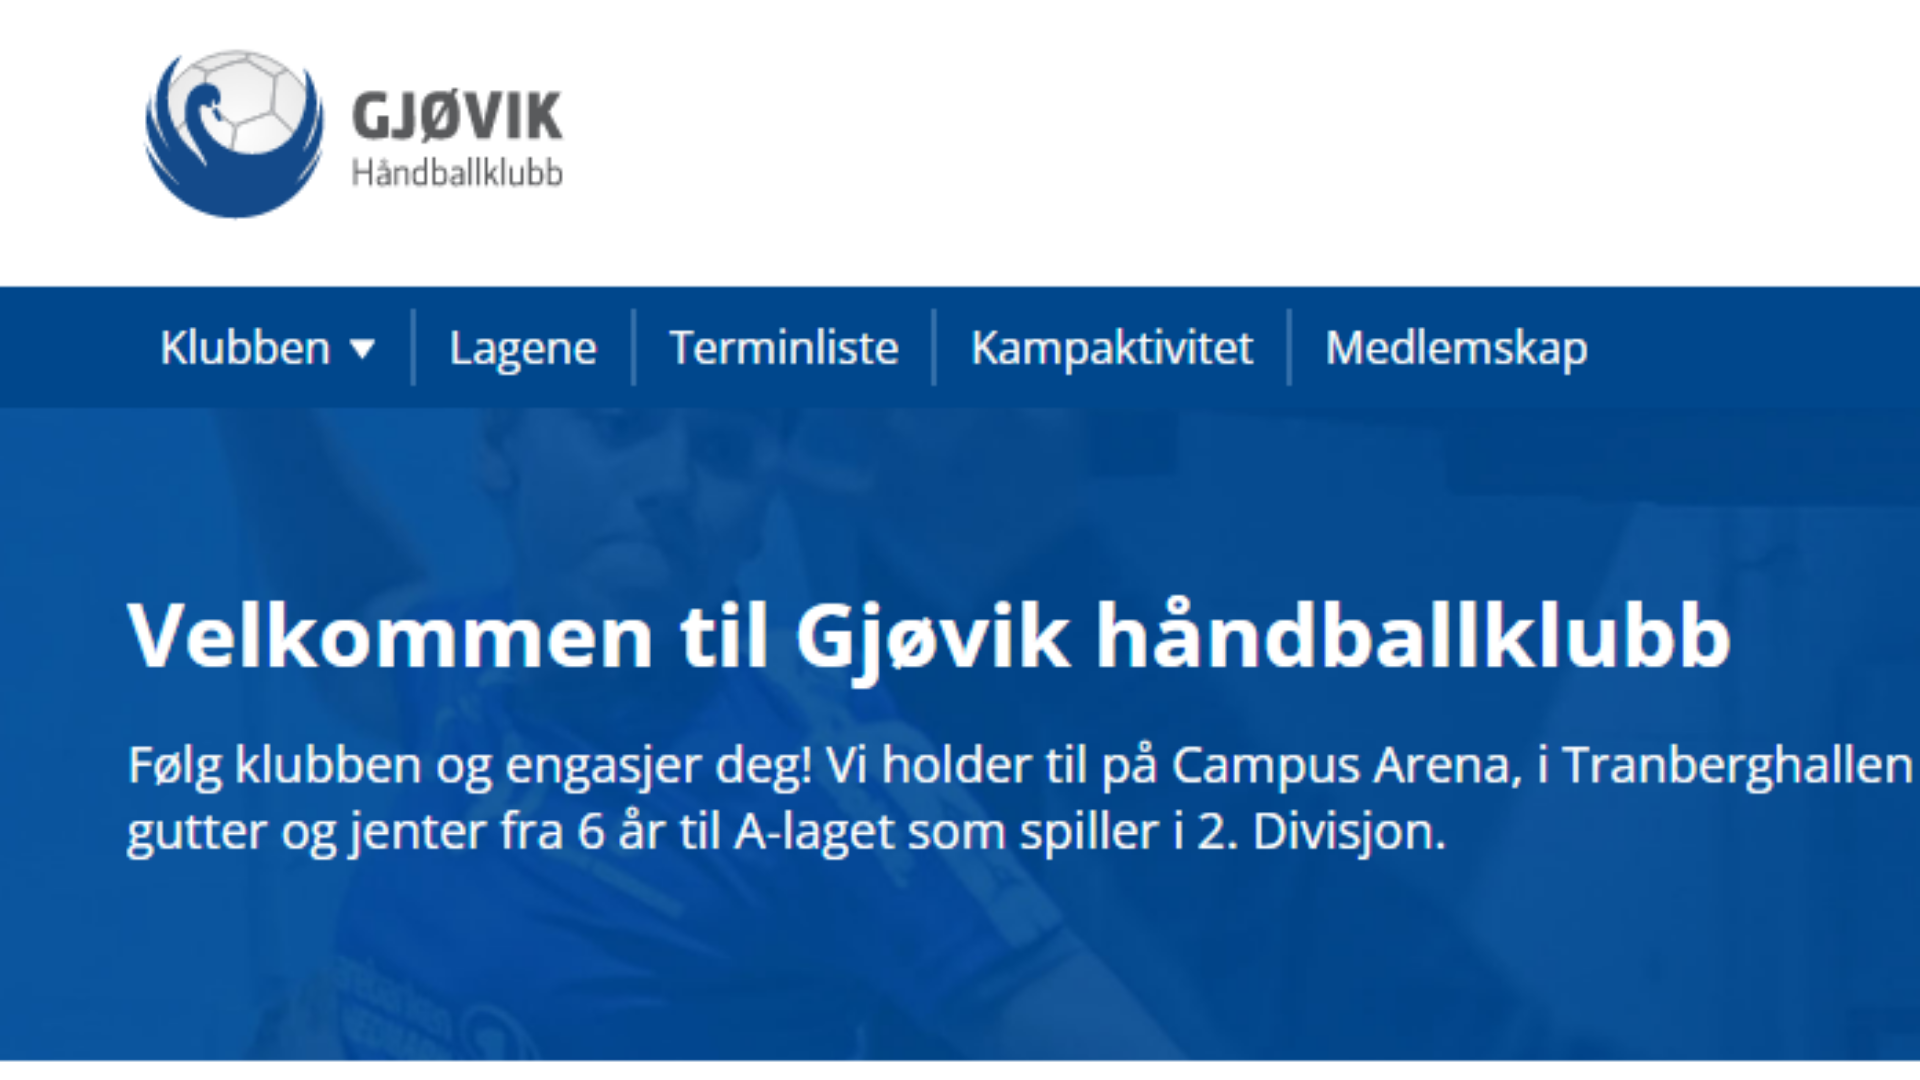 GJØVIK
Håndballklubb
Klubben Lagene Terminliste Kampaktivitet Medlemskap
Velkommen til Gjøvik håndballklubb
Følg klubben og engasjer deg! Vi holder til på Campus Arena, i Tranberghallen
gutter og jenter fra 6 år til A-laget som spiller i 2. Divisjon.